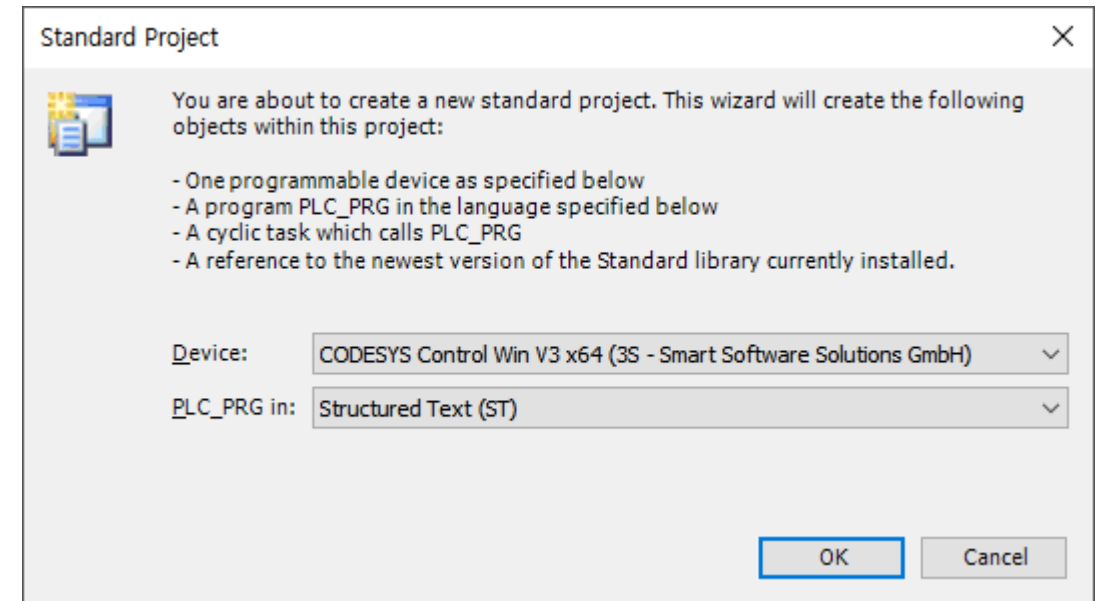 Standard Project
You are about to create a new standard project. This wizard will create the following
objects within this project:
- One programmable device as specified below
- A program PLC_PRG in the language specified below
- A cyclic task which calls PLC_PRG
- A reference to the newest version of the Standard library currently installed.
Device: CODESYS Control Win V3 x64 (3S - Smart Software Solutions GmbH)
PLC_PRG in: Structured Text (ST)
OK Cancel